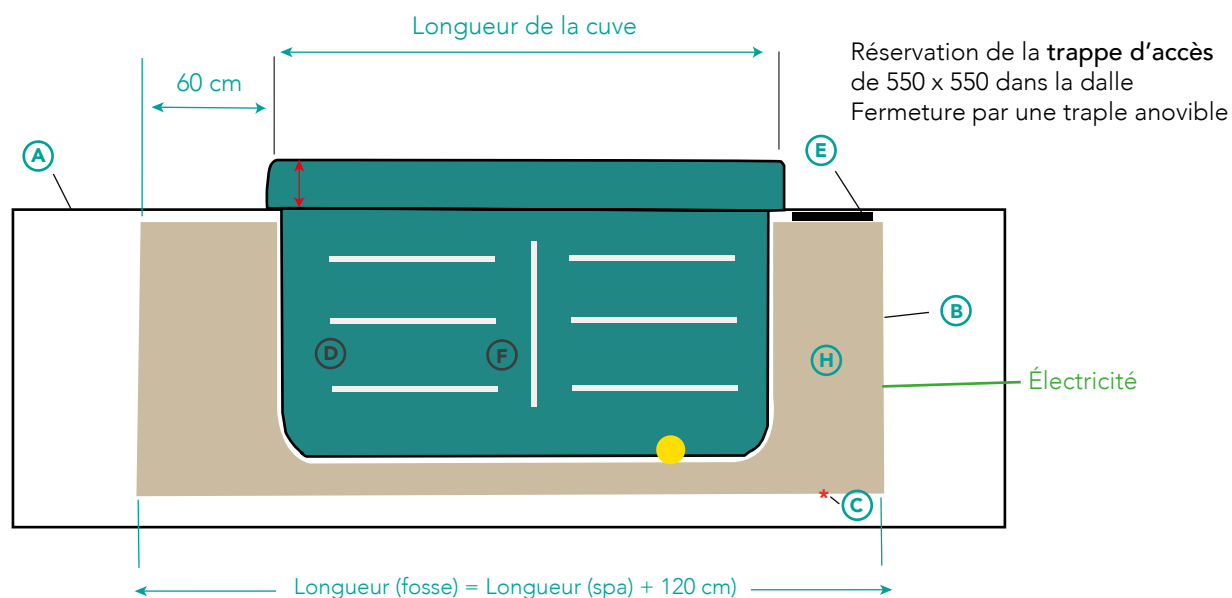 Longueur de la cuve
Réservation de la trappe d'accès
de 550 x 550 dans la dalle
Fermeture par une traple anovible
60 cm
A
E
B
D
F
H
Électricité
* C
Longueur (fosse) = Longueur (spa) + 120 cm)